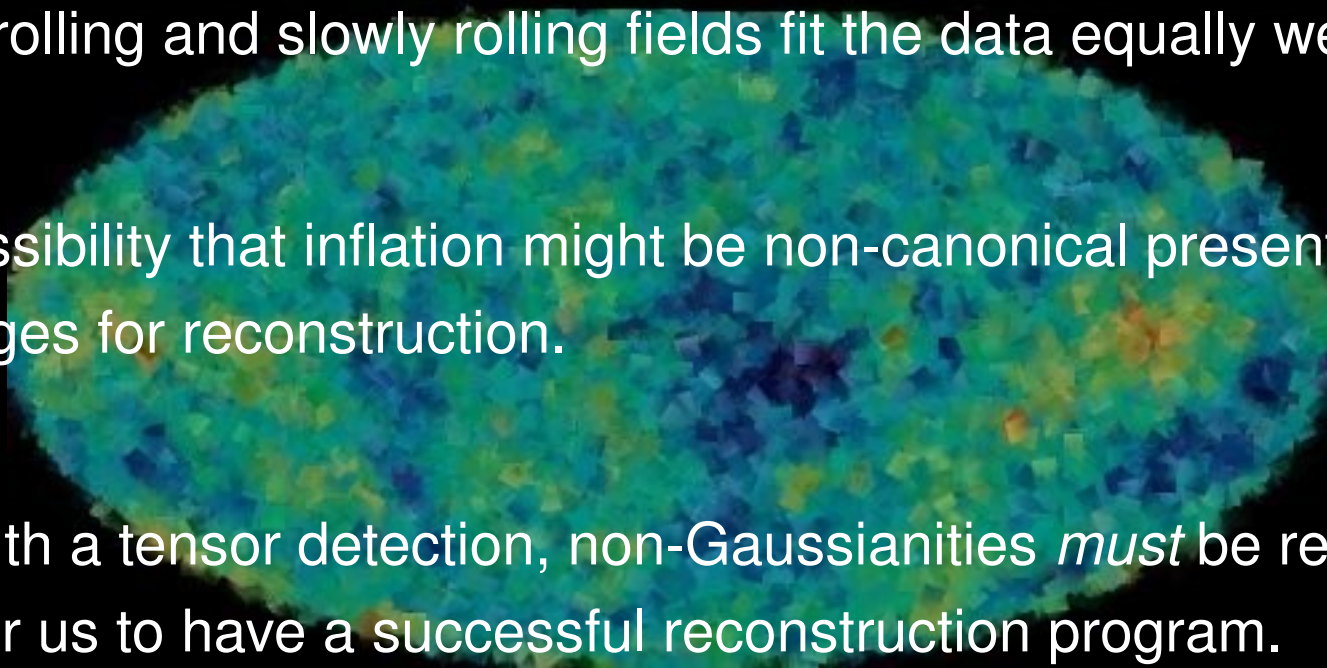 rolling and slowly rolling fields fit the data equally we
ssibility that inflation might be non-canonical present
ges for reconstruction.
th a tensor detection, non-Gaussianities must be re
r us to have a successful reconstruction program.